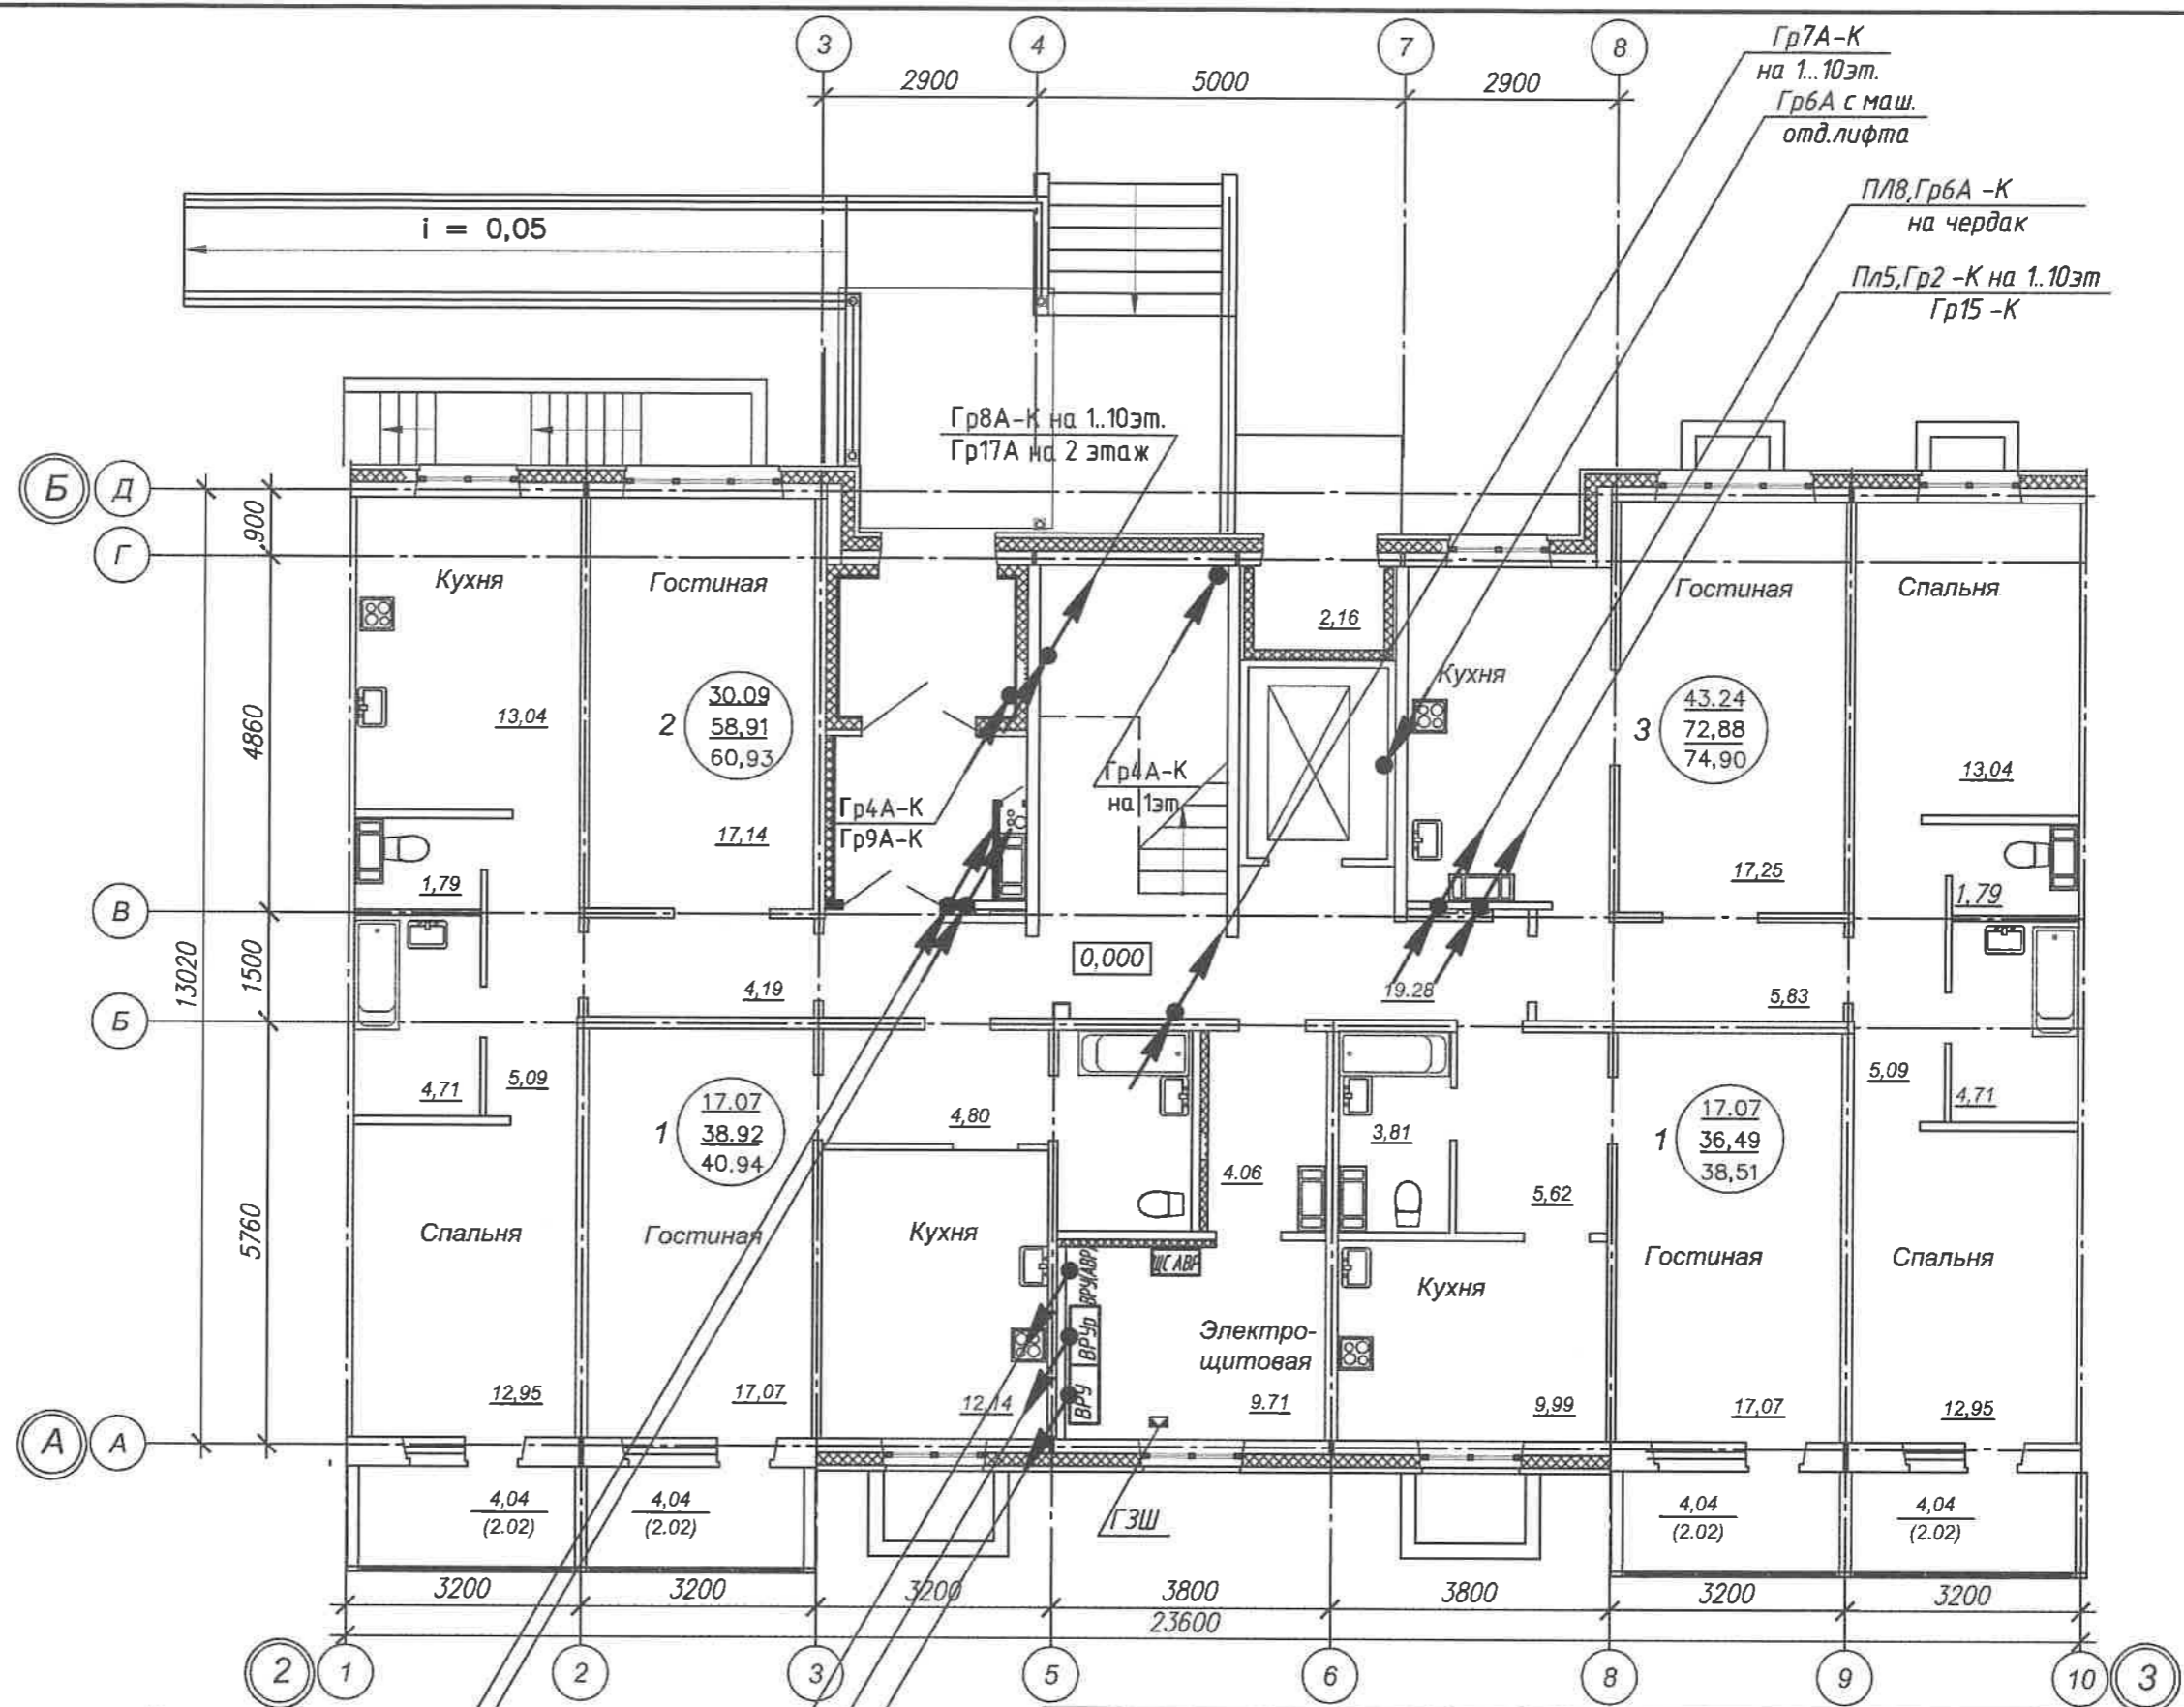 3
4
7
8
2900
5000
2900
Гр7А-К
на 1..10эт.
Гр6А с маш.
отд.лифта
ПЛ8,Гр6А -К
на чердак
Пл5,Гр2 -К на 1..10эт
Гр15 -К
i = 0,05
Гр8А-К на 1..10эт.
Гр17А на 2 этаж
Б
Д
Г
В
Б
А
А
900
4860
1500
5760
13020
Кухня
Гостиная
2,16
Гостиная
Спальня
Кухня
13,04
2
30.09
58,91
60,93
17,14
3
43.24
72,88
74,90
13,04
Гр4А-К
на 1эт
Гр4А-К
Гр9А-К
1,79
17,25
1,79
0,000
4,19
19.28
5,83
4,71
5,09
1
17.07
38.92
40.94
4,80
3,81
4.06
5,62
1
17.07
36,49
38,51
5,09
4,71
Спальня
Гостиная
Кухня
ВРУ(АВР)
ЩС АВР
ВРУр
ВРУ
Электро-
щитовая
Кухня
Гостиная
Спальня
12,95
17,07
12,14
9.71
9,99
17,07
12,95
ГЗШ
4,04
(2.02)
4,04
(2.02)
4,04
(2.02)
4,04
(2.02)
3200
3200
3200
3800
3800
3200
3200
23600
2
1
2
3
5
6
8
9
10
3